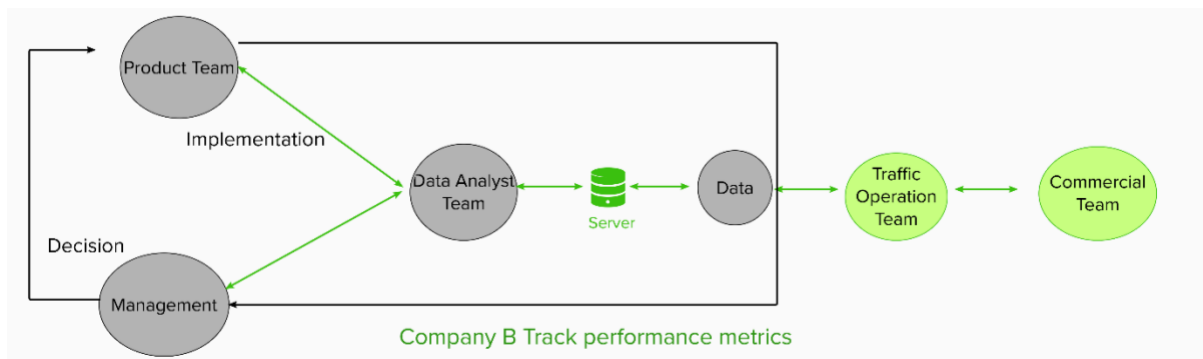 Product Team
Implementation
Data Analyst
Team
Server
Data
Traffic
Operation
Team
Commercial
Team
Decision
Management
Company B Track performance metrics